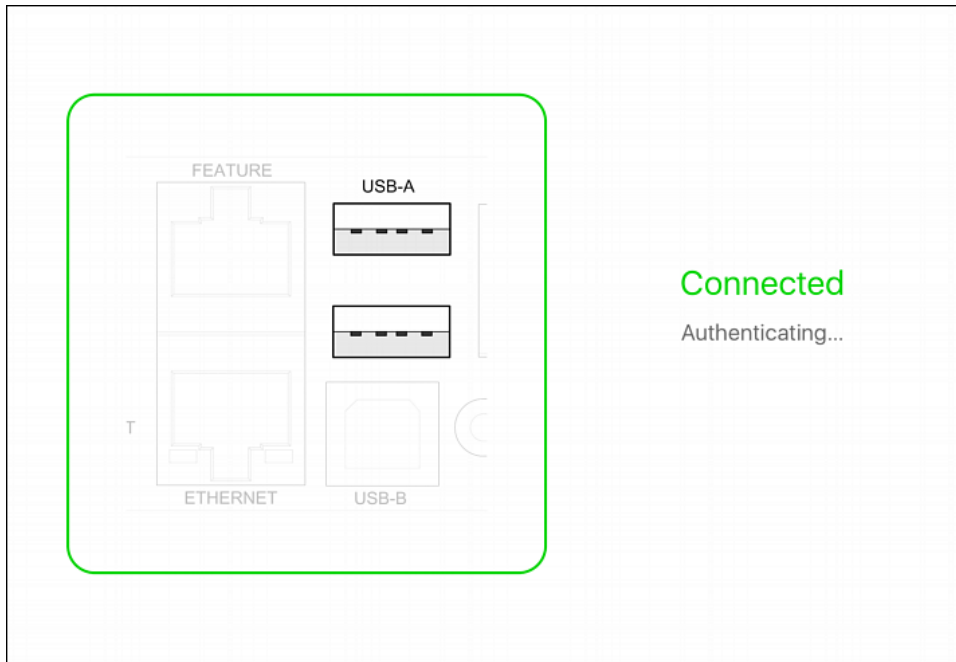 FEATURE
USB-A
Connected
Authenticating...
T
ETHERNET
USB-B